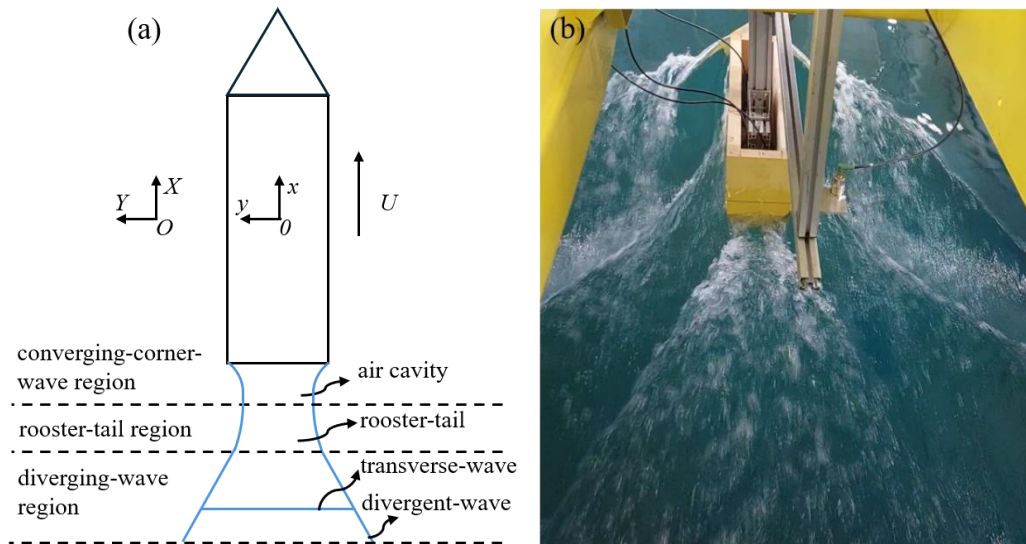 (a)
(b)
X
x
Y
y
O
0
U
converging-corner-
wave region
air cavity
rooster-tail region
rooster-tail
diverging-wave
region
transverse-wave
divergent-wave